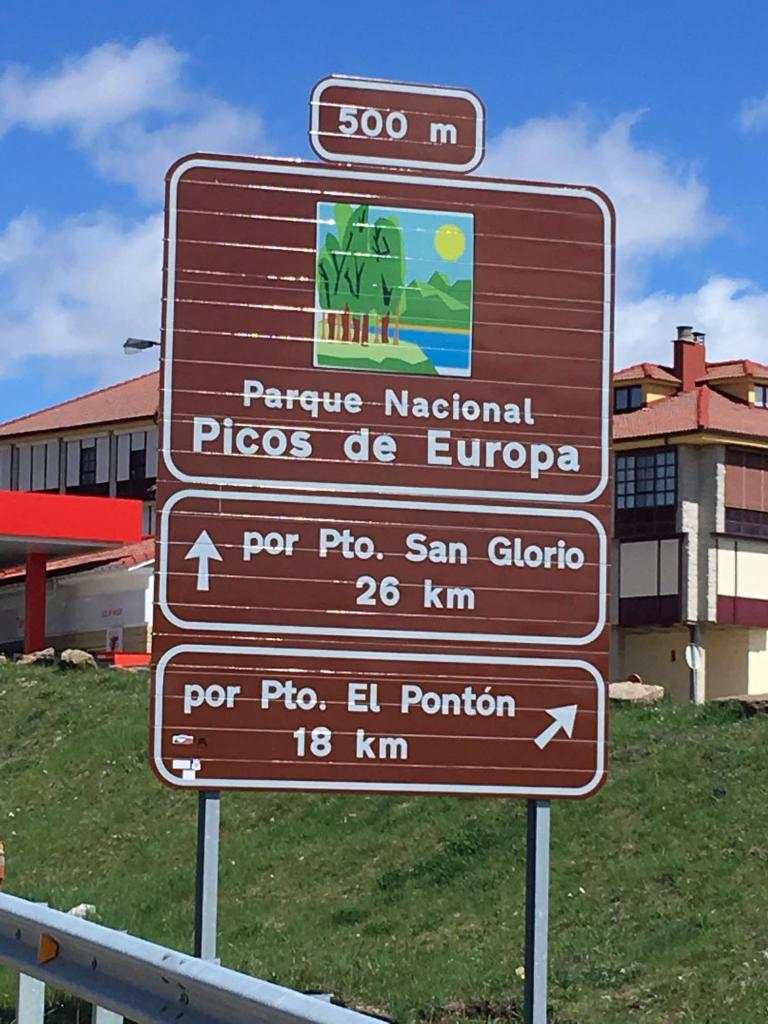 500 m
Parque Nacional
Picos de Europa
por Pto. San Glorio
26 km
por Pto. El Pontón
18 km